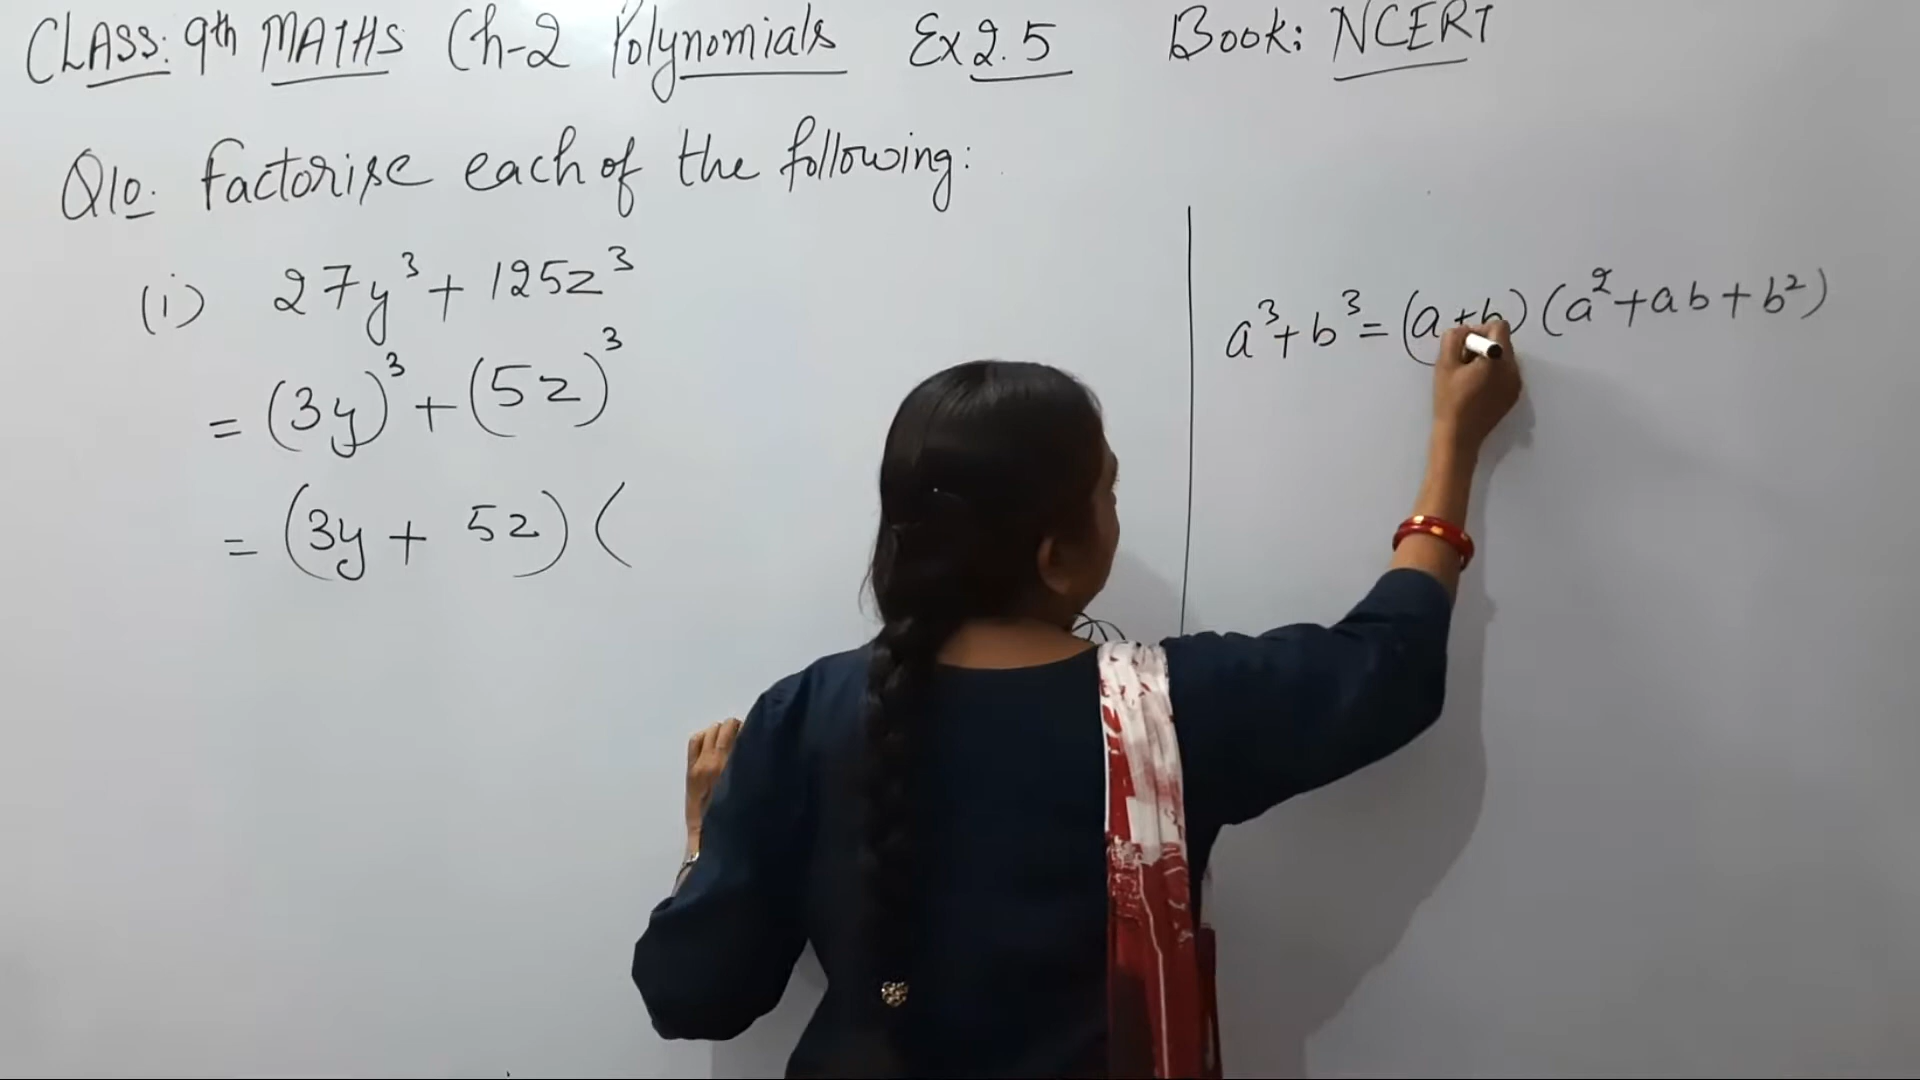 CLASS: 9th MATHS Ch-2 Polynomials Ex 2.5 Book: NCERT
Q10. Factorise each of the following:
(i) 27y³ + 125z³
= (3y)³ + (5z)³
= (3y + 5z) (
a³ + b³ = (a + b) (a² + ab + b²)